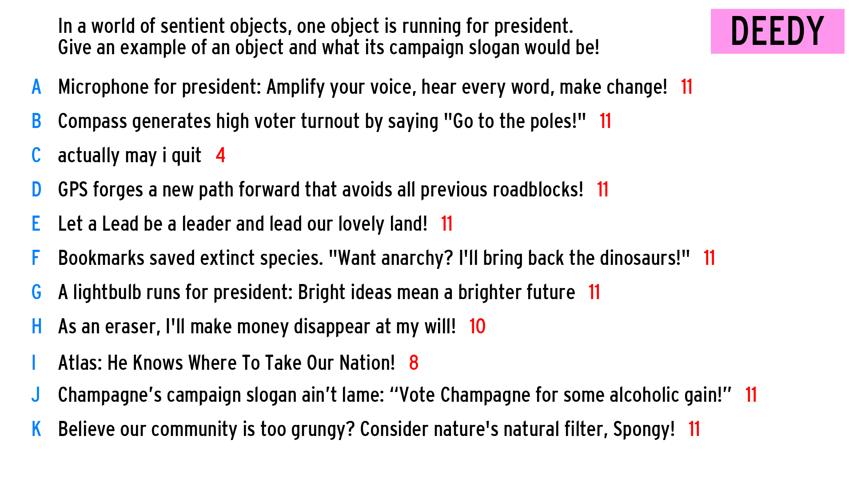 In a world of sentient objects, one object is running for president.
Give an example of an object and what its campaign slogan would be!
DEEDY
A Microphone for president: Amplify your voice, hear every word, make change! 11
B Compass generates high voter turnout by saying "Go to the poles!" 11
C actually may i quit 4
D GPS forges a new path forward that avoids all previous roadblocks! 11
E Let a Lead be a leader and lead our lovely land! 11
F Bookmarks saved extinct species. "Want anarchy? I'll bring back the dinosaurs!" 11
G A lightbulb runs for president: Bright ideas mean a brighter future 11
H As an eraser, I'll make money disappear at my will! 10
I Atlas: He Knows Where To Take Our Nation! 8
J Champagne’s campaign slogan ain’t lame: “Vote Champagne for some alcoholic gain!” 11
K Believe our community is too grungy? Consider nature's natural filter, Spongy! 11